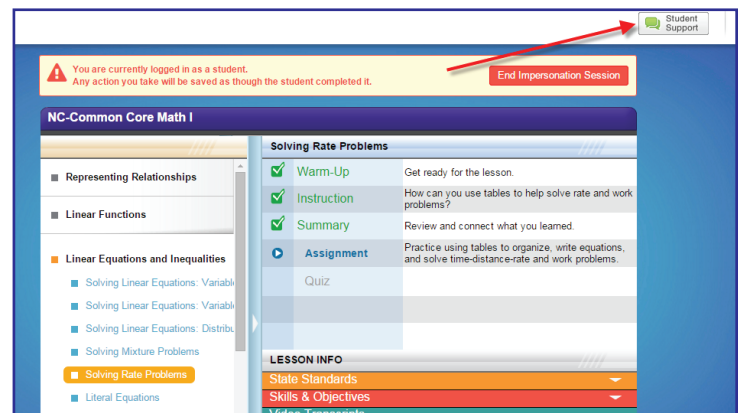 Student
Support
You are currently logged in as a student.
Any action you take will be saved as though the student completed it.
End Impersonation Session
NC-Common Core Math I
Representing Relationships
Linear Functions
Linear Equations and Inequalities
Solving Linear Equations: Variabl
Solving Linear Equations: Variabl
Solving Linear Equations: Distribu
Solving Mixture Problems
Solving Rate Problems
Literal Equations
Solving Rate Problems
Warm-Up
Get ready for the lesson.
Instruction
How can you use tables to help solve rate and work
problems?
Summary
Review and connect what you learned.
Assignment
Practice using tables to organize, write equations,
and solve time-distance-rate and work problems.
Quiz
LESSON INFO
State Standards
Skills & Objectives